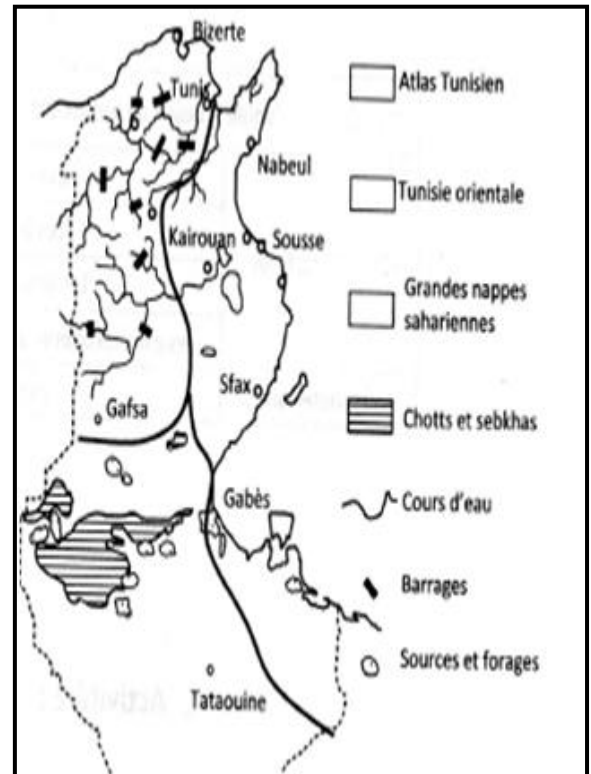 Bizerte
Tunis
Nabeul
Kairouan
Sousse
Sfax
Gafsa
Gabès
Tataouine
Atlas Tunisien
Tunisie orientale
Grandes nappes
sahariennes
Chotts et sebkhas
Cours d'eau
Barrages
Sources et forages